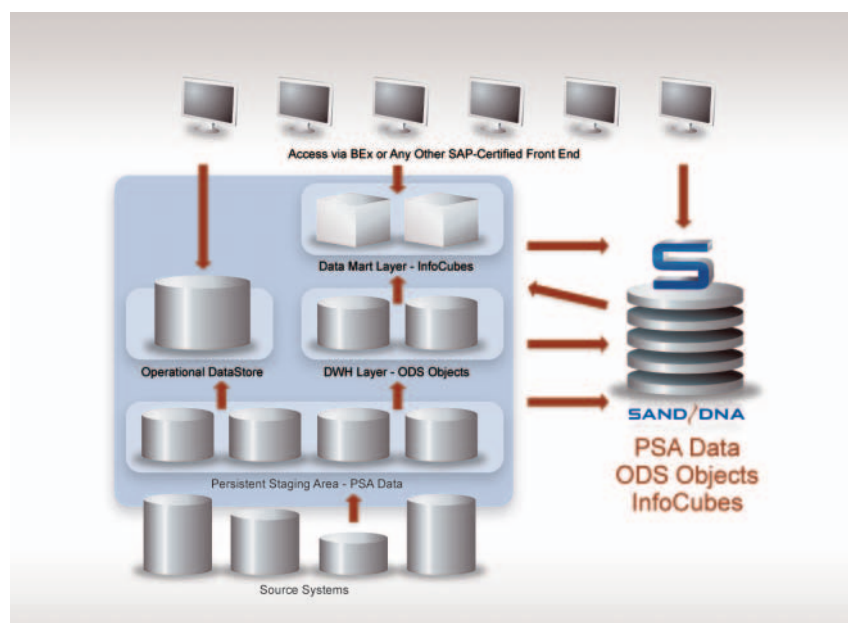 Access via BEx or Any Other SAP-Certified Front End
Data Mart Layer - InfoCubes
Operational DataStore
DWH Layer - ODS Objects
Persistent Staging Area - PSA Data
Source Systems
S
SAND/DNA
PSA Data
ODS Objects
InfoCubes